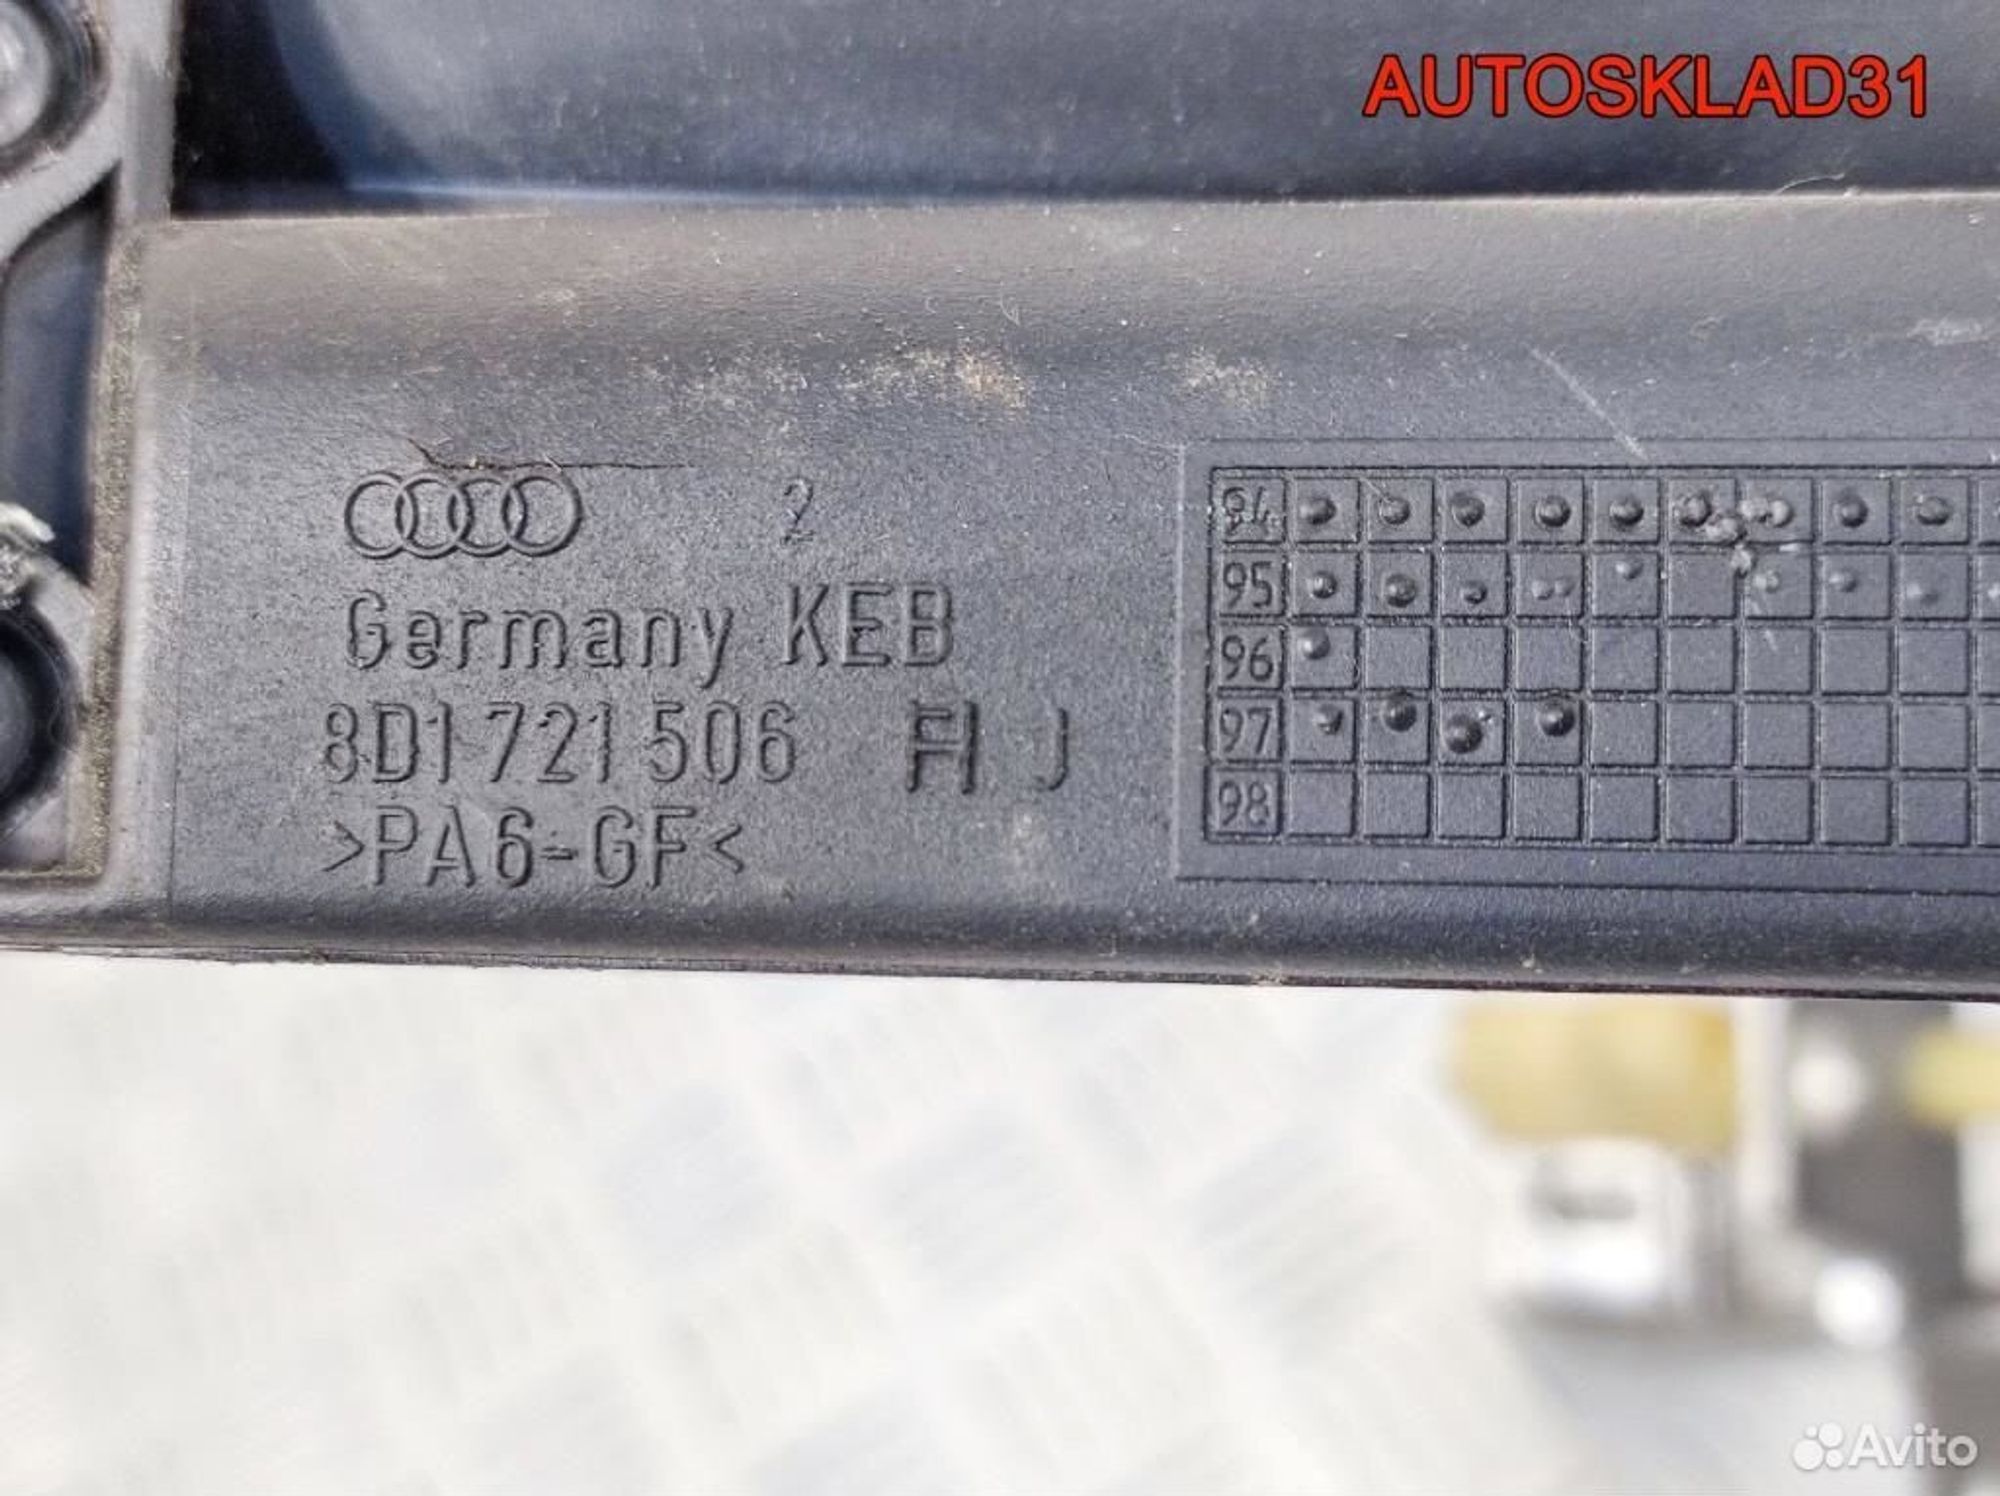 AUTOSKLAD31
2
Germany KEB
8D1 721 506 J
>PA6-GF<
94
95
96
97
98
Avito